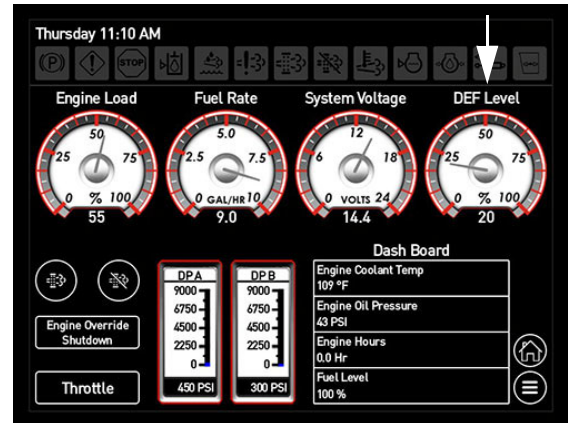 Thursday 11:10 AM
(P)
STOP
Engine Load
Fuel Rate
System Voltage
DEF Level
50
25
75
0 % 100
55
5.0
2.5
7.5
0 GAL/HR 10
9.0
12
6
18
0 VOLTS 24
14.4
50
25
75
0 % 100
20
Engine Override
Shutdown
Throttle
DP A
9000
6750
4500
2250
0
450 PSI
DP B
9000
6750
4500
2250
0
300 PSI
Dash Board
Engine Coolant Temp
109 °F
Engine Oil Pressure
43 PSI
Engine Hours
0.0 Hr
Fuel Level
100 %